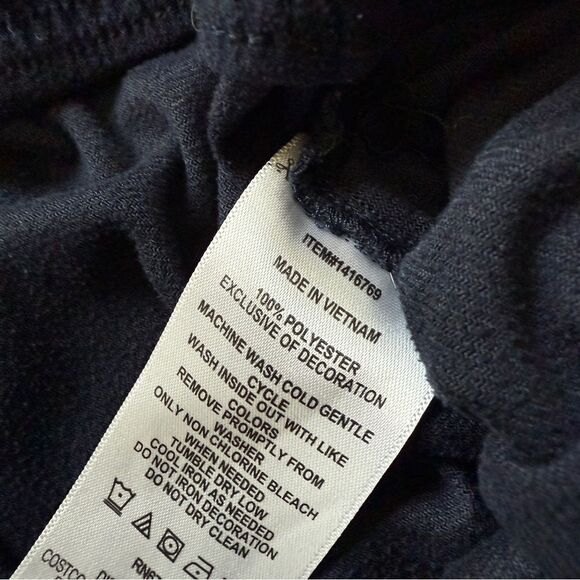 ITEM#1416769
MADE IN VIETNAM
100% POLYESTER
EXCLUSIVE OF DECORATION
MACHINE WASH COLD GENTLE
CYCLE
WASH INSIDE OUT WITH LIKE
COLORS
REMOVE PROMPTLY FROM
WASHER
ONLY NON CHLORINE BLEACH
WHEN NEEDED
TUMBLE DRY LOW
COOL IRON AS NEEDED
DO NOT IRON DECORATION
DO NOT DRY CLEAN